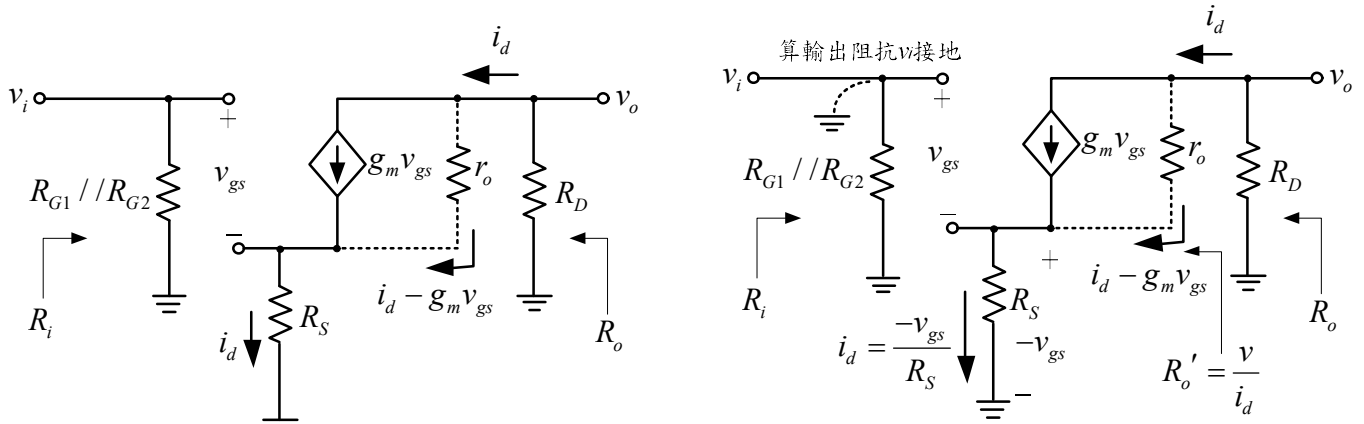 i_d
v_i
+
v_o
g_m v_gs
r_o
v_gs
R_G1 //R_G2
R_D
−
i_d − g_m v_gs
R_i
R_S
R_o
i_d
算輸出阻抗vi接地
i_d
v_i
+
v_o
g_m v_gs
r_o
v_gs
R_G1 //R_G2
R_D
−
+
i_d − g_m v_gs
R_i
R_S
R_o
i_d = −v_gs / R_S
−v_gs
R_o' = v / i_d
−